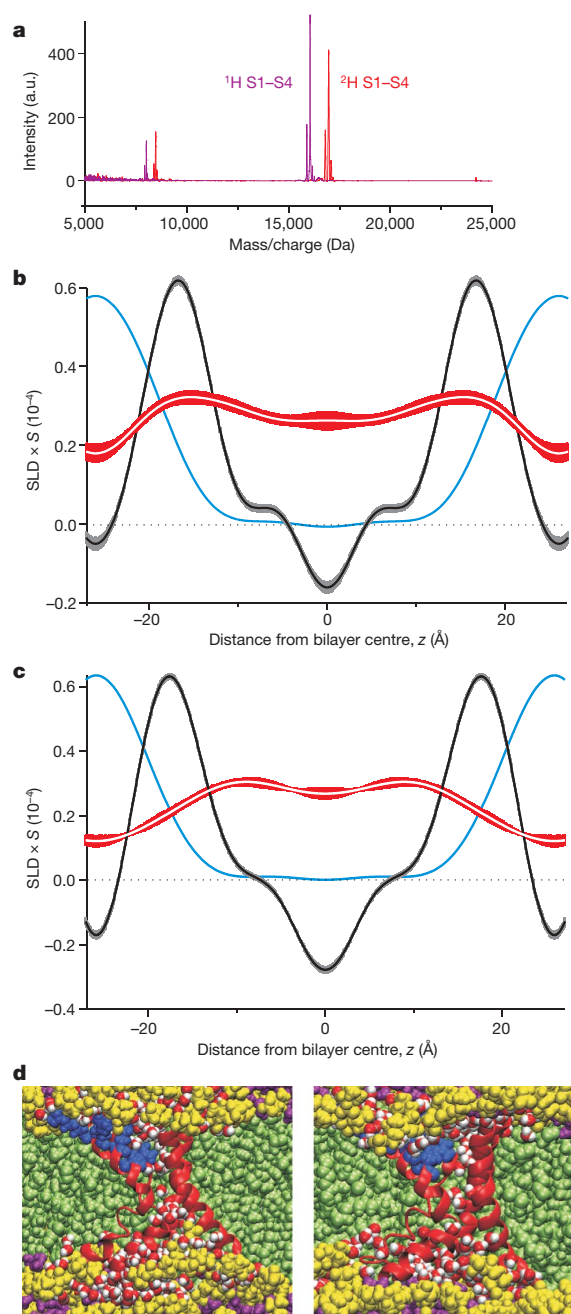 a
Intensity (a.u.)
400
200
0
¹H S1–S4
²H S1–S4
5,000
10,000
15,000
20,000
25,000
Mass/charge (Da)
b
SLD × S (10⁻⁴)
0.6
0.4
0.2
0.0
−0.2
−20
0
20
Distance from bilayer centre, z (Å)
c
SLD × S (10⁻⁴)
0.6
0.4
0.2
0.0
−0.2
−0.4
−20
0
20
Distance from bilayer centre, z (Å)
d